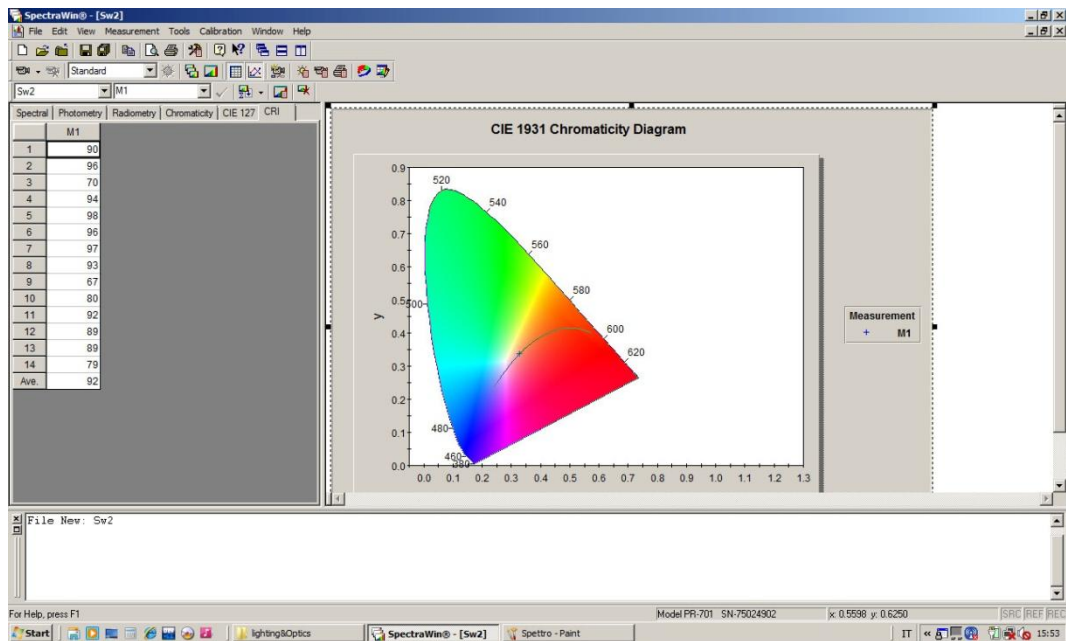 SpectraWin® - [Sw2]
File Edit View Measurement Tools Calibration Window Help
Standard
Sw2 M1
Spectral Photometry Radiometry Chromaticity CIE 127 CRI
M1
1 90
2 96
3 70
4 94
5 98
6 96
7 97
8 93
9 67
10 80
11 92
12 89
13 89
14 79
Ave. 92
CIE 1931 Chromaticity Diagram
0.9
0.8
0.7
0.6
0.5
0.4
0.3
0.2
0.1
0.0
y
520
540
560
580
600
620
500
480
460
380
0.0 0.1 0.2 0.3 0.4 0.5 0.6 0.7 0.8 0.9 1.0 1.1 1.2 1.3
Measurement
+ M1
File New: Sw2
For Help, press F1 Model PR-701 SN-75024902 x: 0.5598 y: 0.6250 SRC REF REC
Start lighting&Optics SpectraWin® - [Sw2] Spettro - Paint IT « 15:53